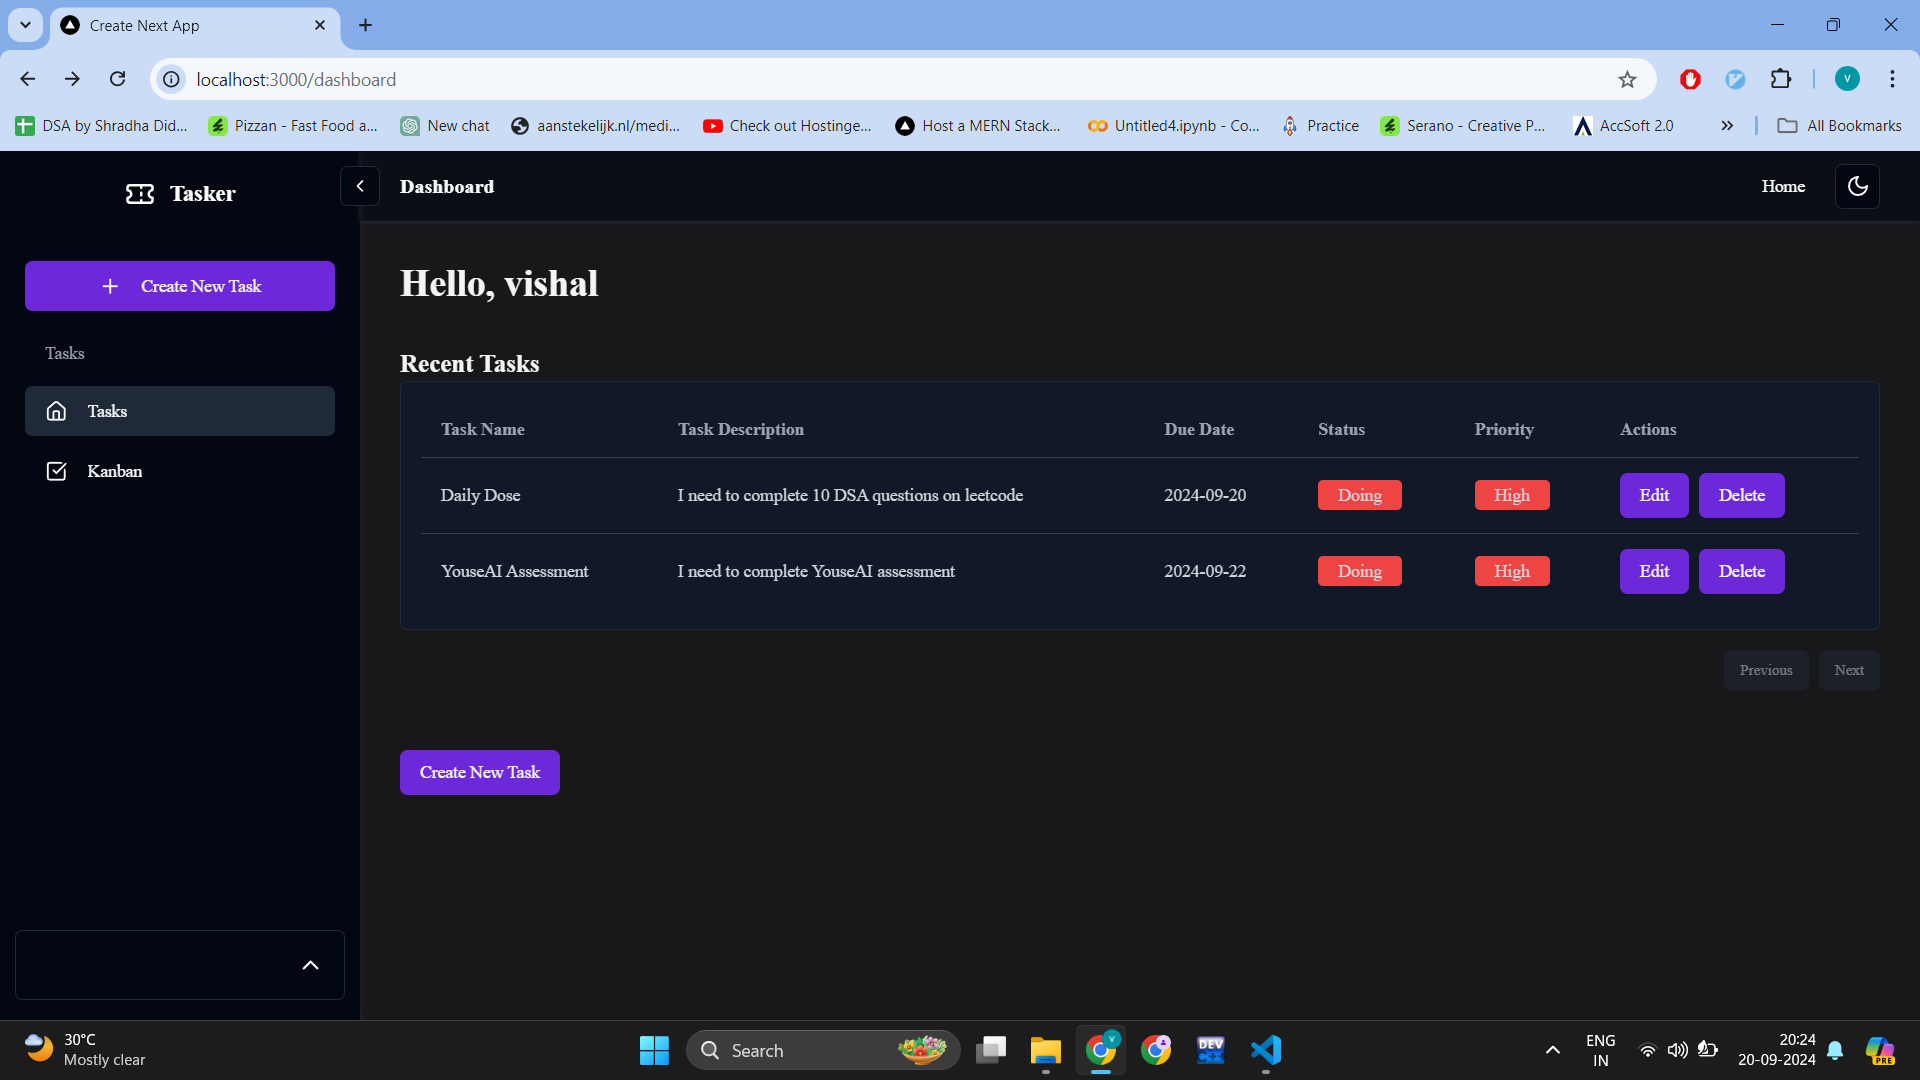 Create Next App
localhost:3000/dashboard
V
DSA by Shradha Did...
Pizzan - Fast Food a...
New chat
aanstekelijk.nl/medi...
Check out Hostinge...
Host a MERN Stack...
Untitled4.ipynb - Co...
Practice
Serano - Creative P...
AccSoft 2.0
All Bookmarks
Tasker
Dashboard
Home
Create New Task
Hello, vishal
Tasks
Tasks
Kanban
Recent Tasks
Task Name Task Description Due Date Status Priority Actions
Daily Dose I need to complete 10 DSA questions on leetcode 2024-09-20 Doing High Edit Delete
YouseAI Assessment I need to complete YouseAI assessment 2024-09-22 Doing High Edit Delete
Previous Next
Create New Task
30°C
Mostly clear
Search
V
DEV
ENG
IN
20:24
20-09-2024
PRE